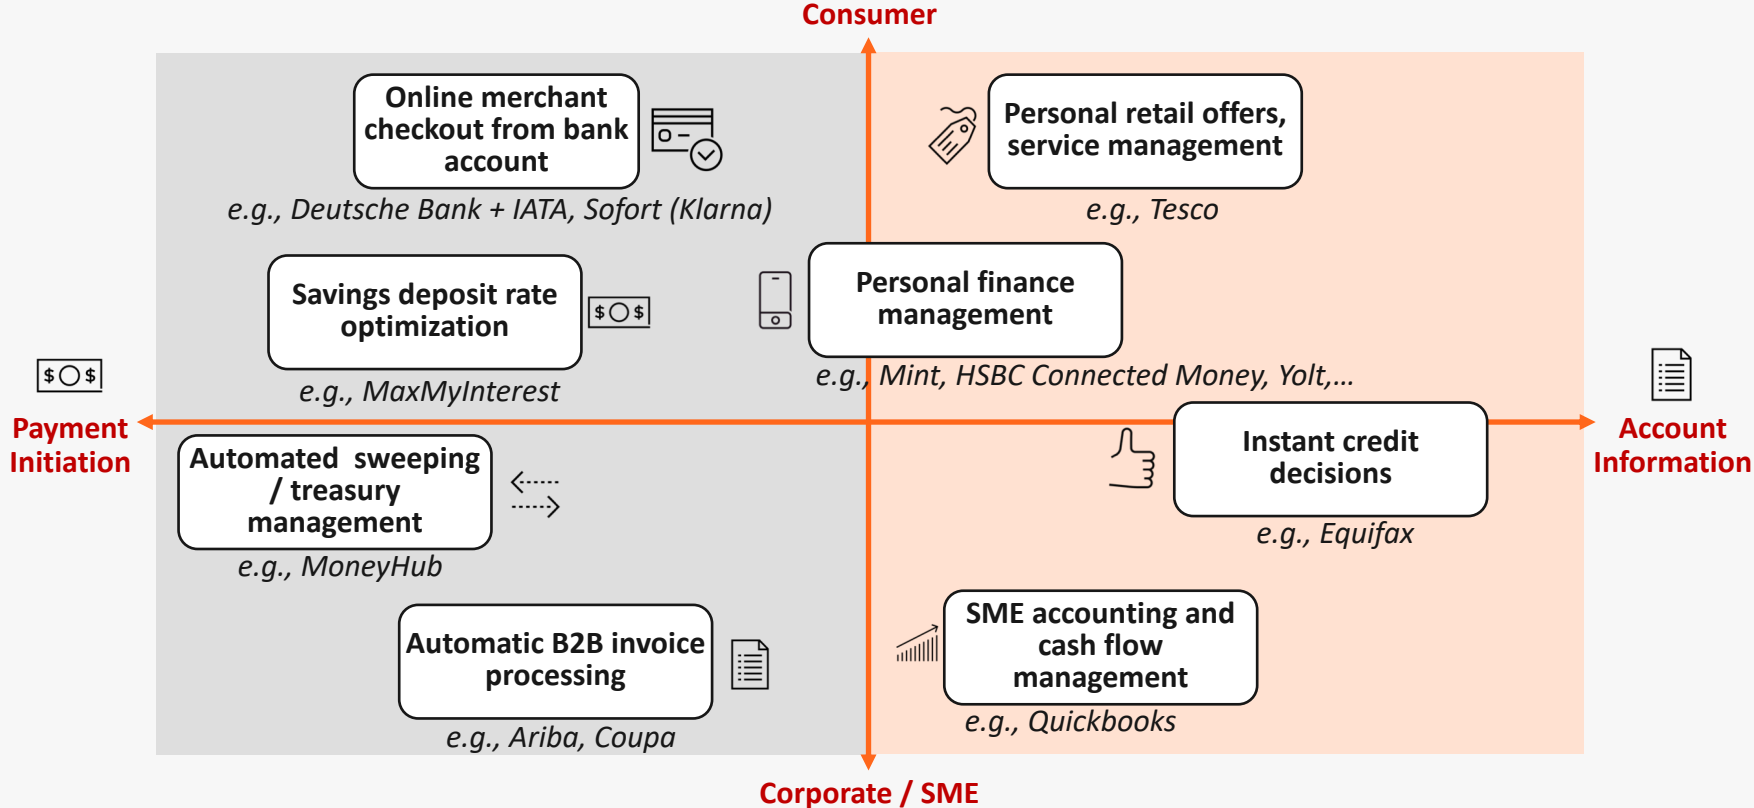 Consumer
Online merchant
checkout from bank
account
e.g., Deutsche Bank + IATA, Sofort (Klarna)
Personal retail offers,
service management
e.g., Tesco
Savings deposit rate
optimization
$ $
e.g., MaxMyInterest
Personal finance
management
e.g., Mint, HSBC Connected Money, Yolt,...
$ $
Payment
Initiation
Account
Information
Automated sweeping
/ treasury
management
e.g., MoneyHub
Instant credit
decisions
e.g., Equifax
Automatic B2B invoice
processing
e.g., Ariba, Coupa
SME accounting and
cash flow
management
e.g., Quickbooks
Corporate / SME